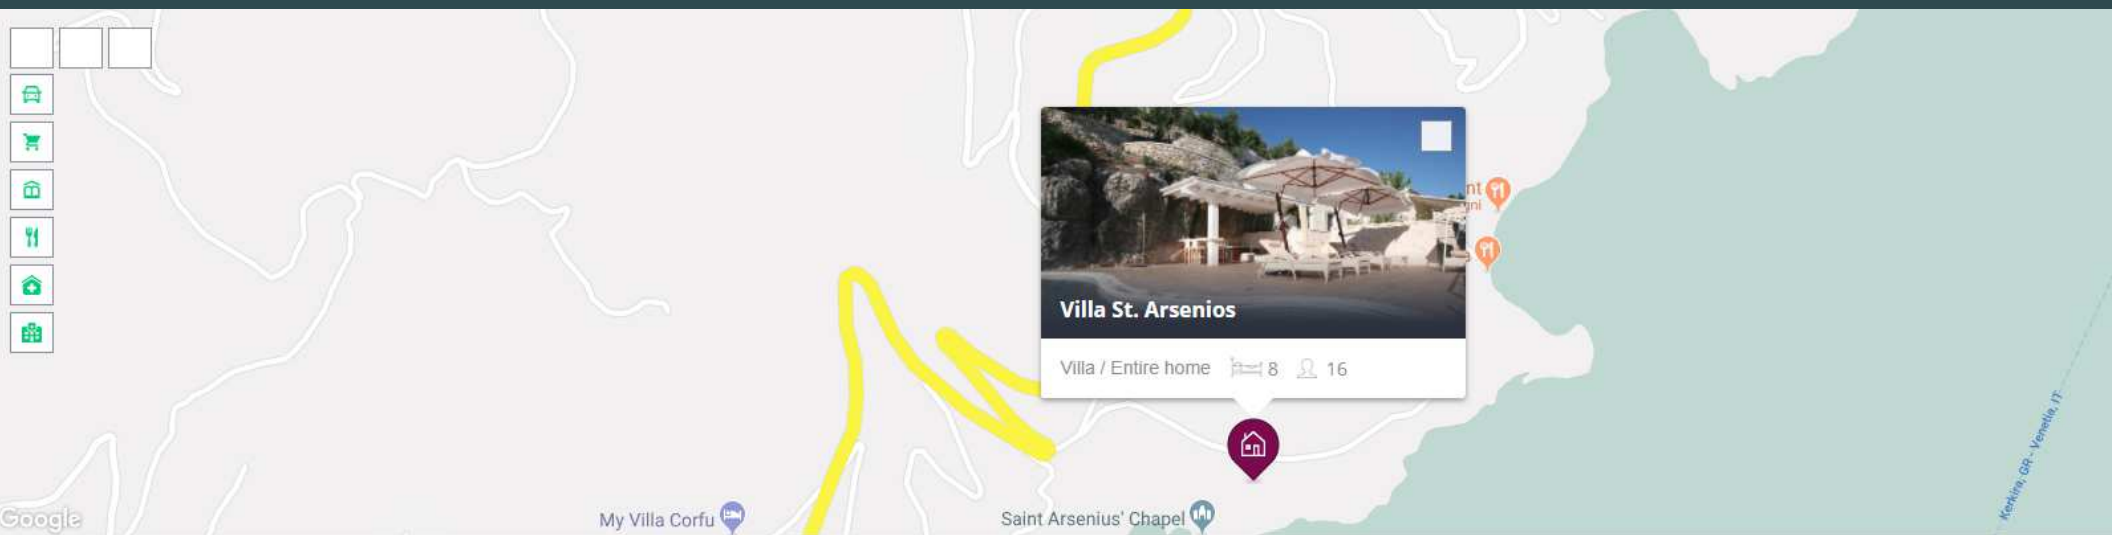 Villa St. Arsenios
Villa / Entire home 8 16
My Villa Corfu
Saint Arsenius' Chapel
Kerkira, GR - Venetia, IT
Google